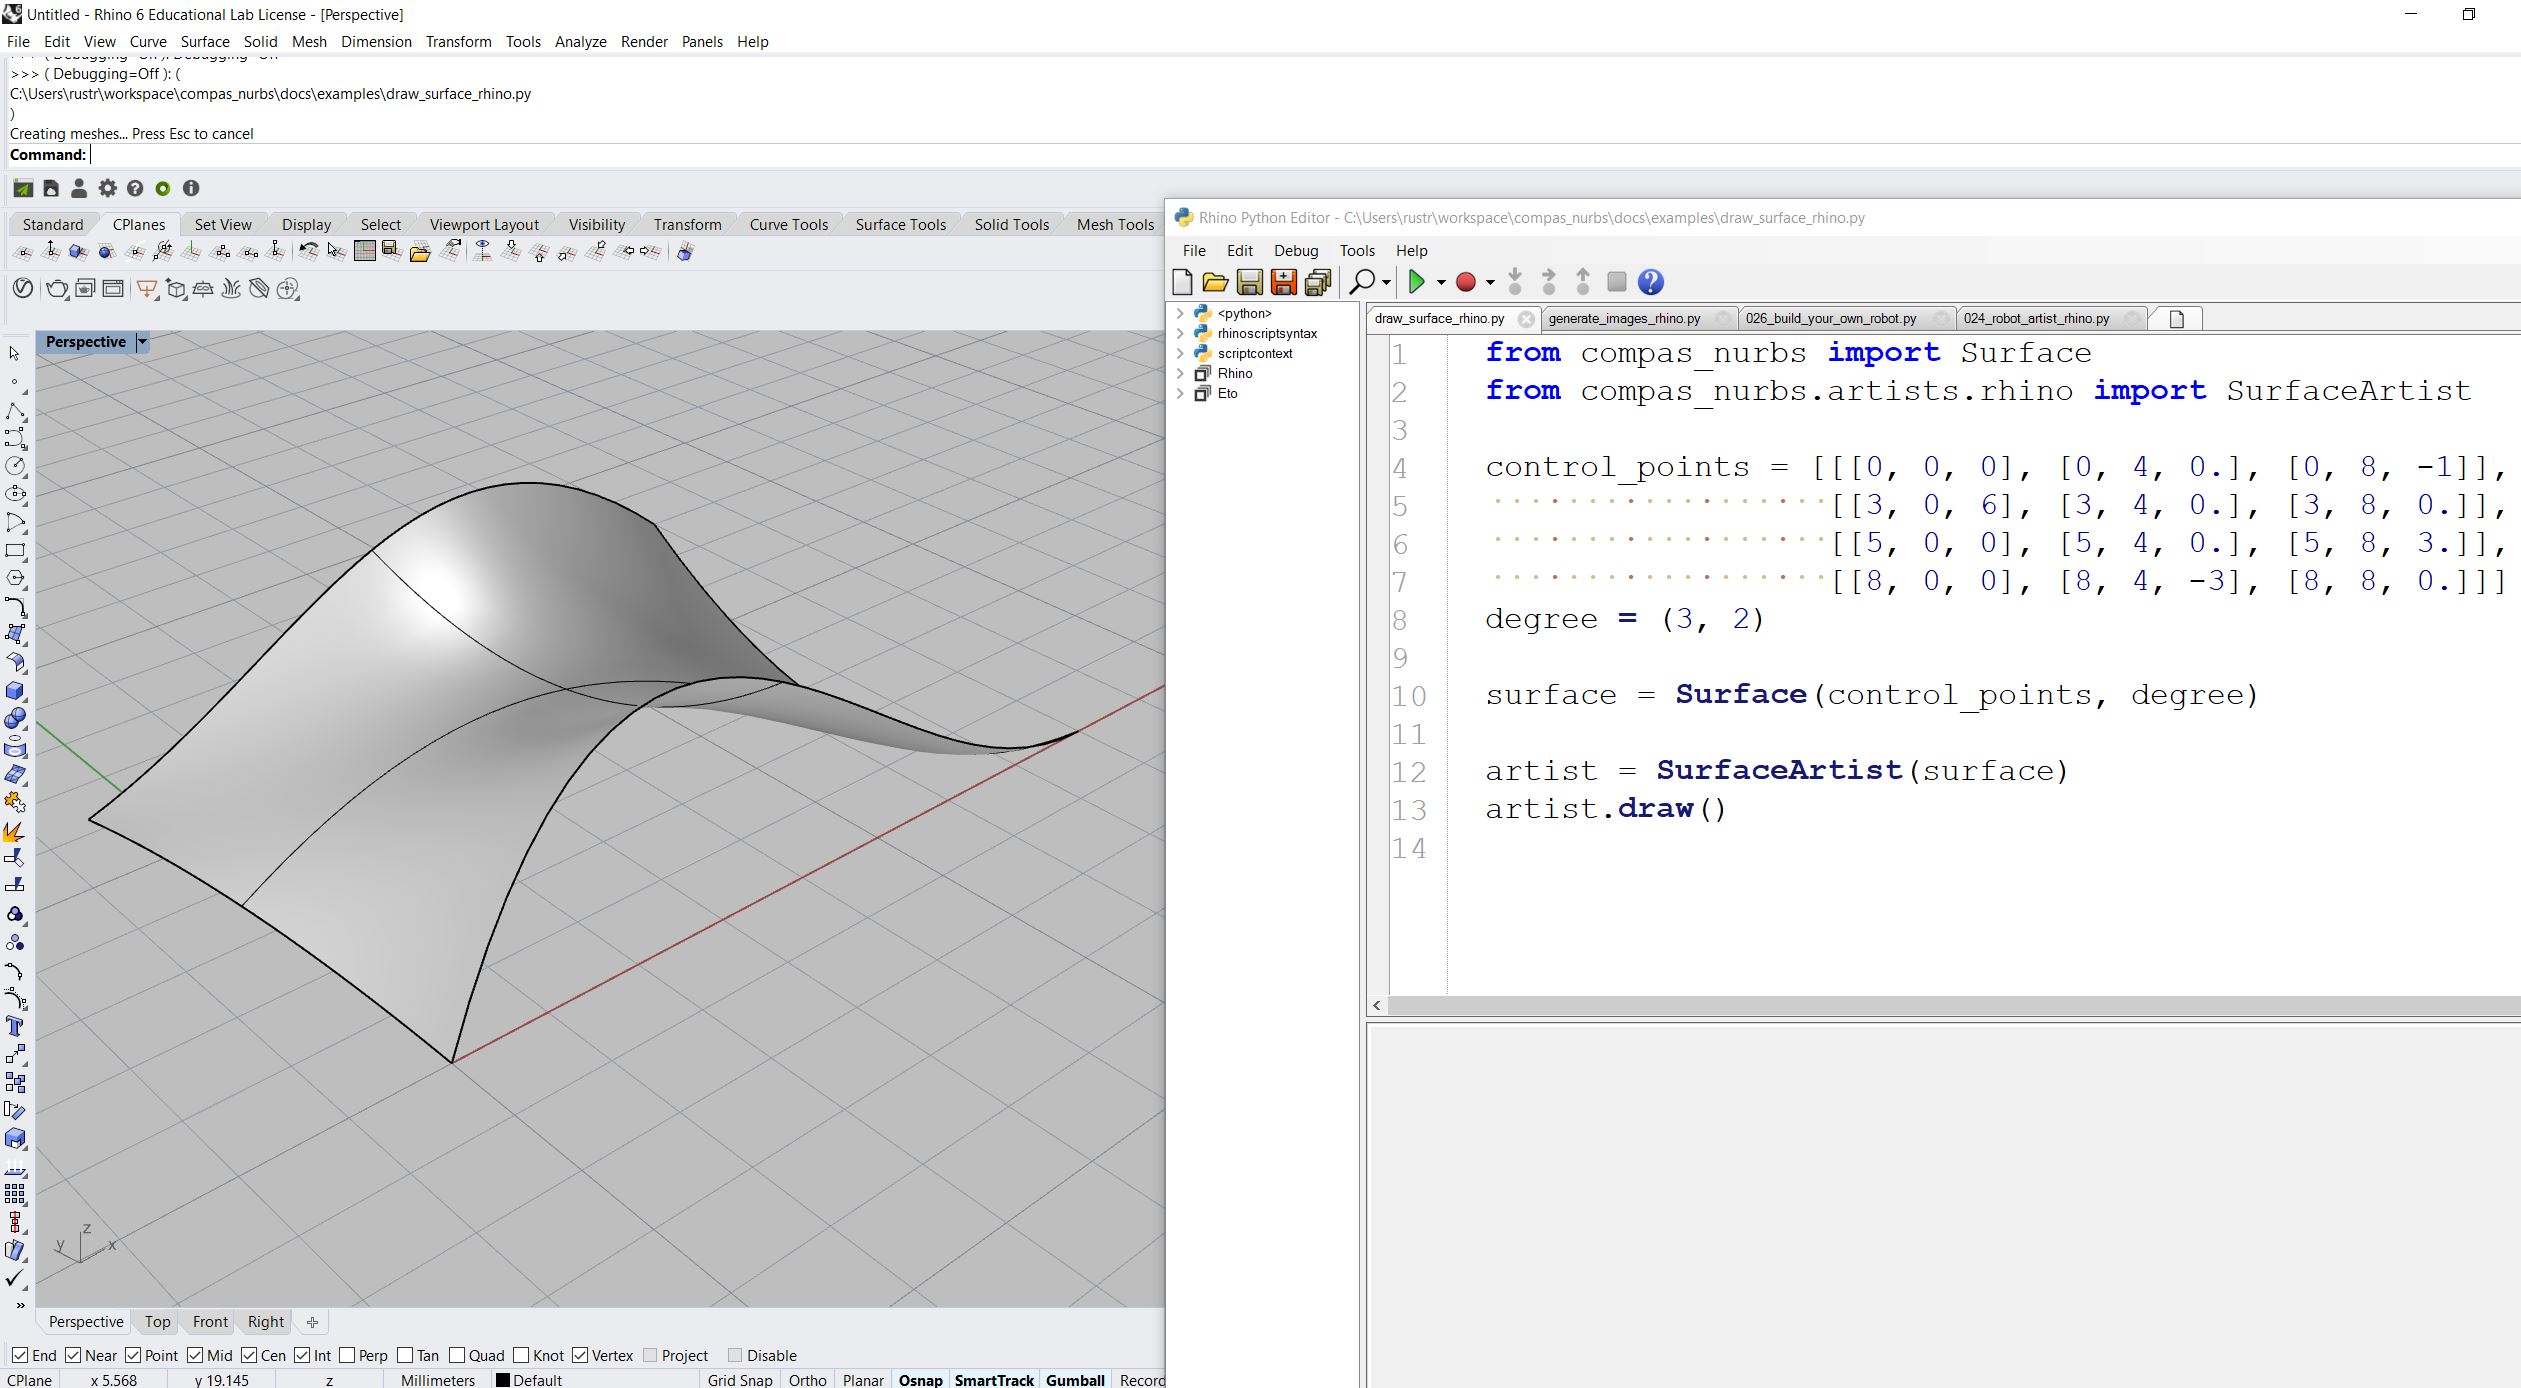 Untitled - Rhino 6 Educational Lab License - [Perspective]
File Edit View Curve Surface Solid Mesh Dimension Transform Tools Analyze Render Panels Help
>>> ( Debugging=Off ): (
C:\Users\rustr\workspace\compas_nurbs\docs\examples\draw_surface_rhino.py
)
Creating meshes... Press Esc to cancel
Command:
Standard CPlanes Set View Display Select Viewport Layout Visibility Transform Curve Tools Surface Tools Solid Tools Mesh Tools
Perspective
z
y
x
Perspective Top Front Right
End Near Point Mid Cen Int Perp Tan Quad Knot Vertex Project Disable
CPlane x 5.568 y 19.145 z Millimeters Default Grid Snap Ortho Planar Osnap SmartTrack Gumball Record
Rhino Python Editor - C:\Users\rustr\workspace\compas_nurbs\docs\examples\draw_surface_rhino.py
File Edit Debug Tools Help
<python>
rhinoscriptsyntax
scriptcontext
Rhino
Eto
draw_surface_rhino.py generate_images_rhino.py 026_build_your_own_robot.py 024_robot_artist_rhino.py
1 from compas_nurbs import Surface
2 from compas_nurbs.artists.rhino import SurfaceArtist
3
4 control_points = [[[0, 0, 0], [0, 4, 0.], [0, 8, -1]],
5 [[3, 0, 6], [3, 4, 0.], [3, 8, 0.]],
6 [[5, 0, 0], [5, 4, 0.], [5, 8, 3.]],
7 [[8, 0, 0], [8, 4, -3], [8, 8, 0.]]]
8 degree = (3, 2)
9
10 surface = Surface(control_points, degree)
11
12 artist = SurfaceArtist(surface)
13 artist.draw()
14